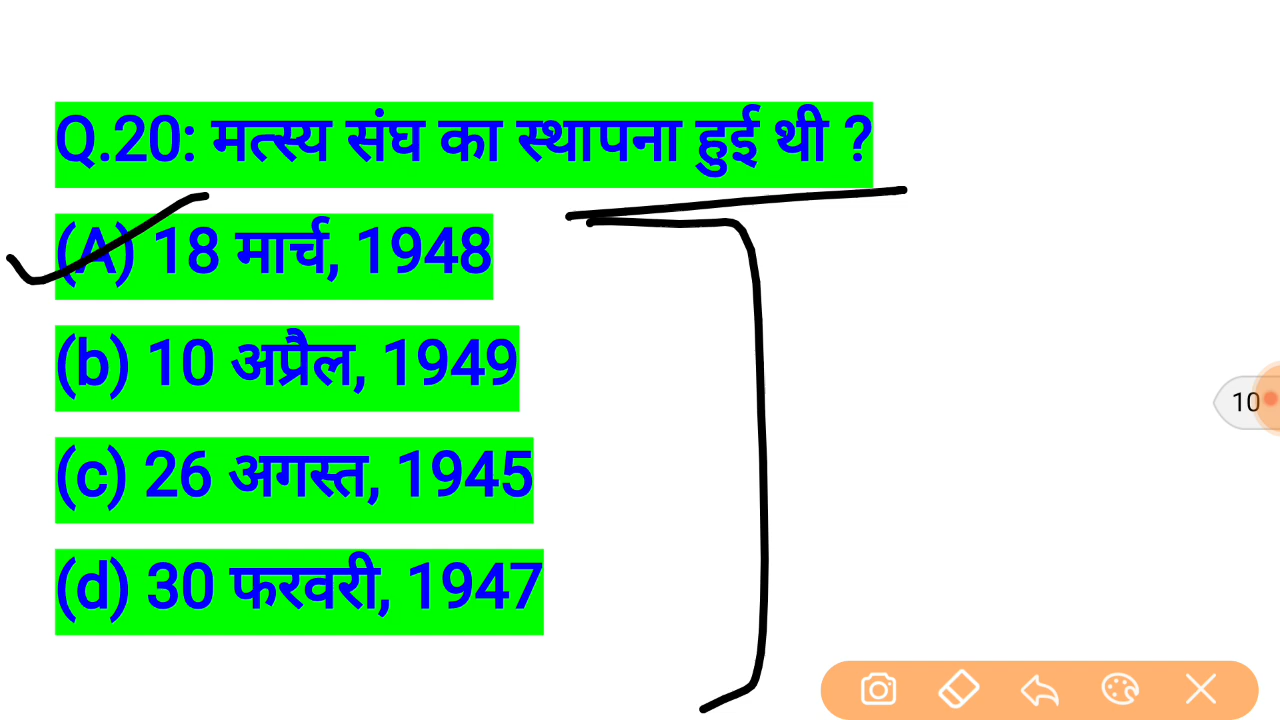 Q.20: मत्स्य संघ का स्थापना हुई थी ?
(A) 18 मार्च, 1948
(b) 10 अप्रैल, 1949
(c) 26 अगस्त, 1945
(d) 30 फरवरी, 1947
10